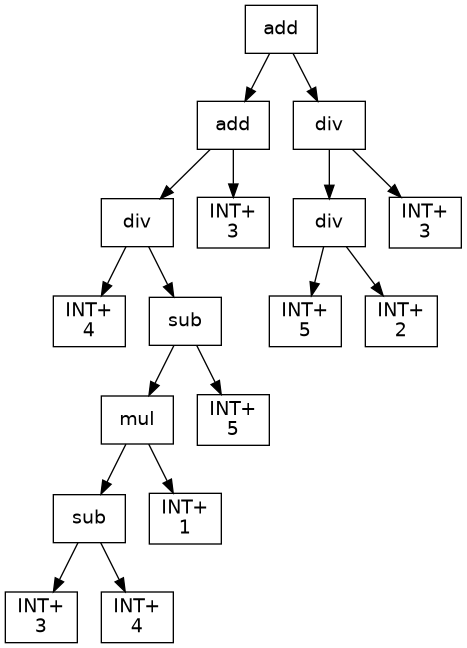 add
add
div
div
INT+
3
div
INT+
3
INT+
4
sub
INT+
5
INT+
2
mul
INT+
5
sub
INT+
1
INT+
3
INT+
4